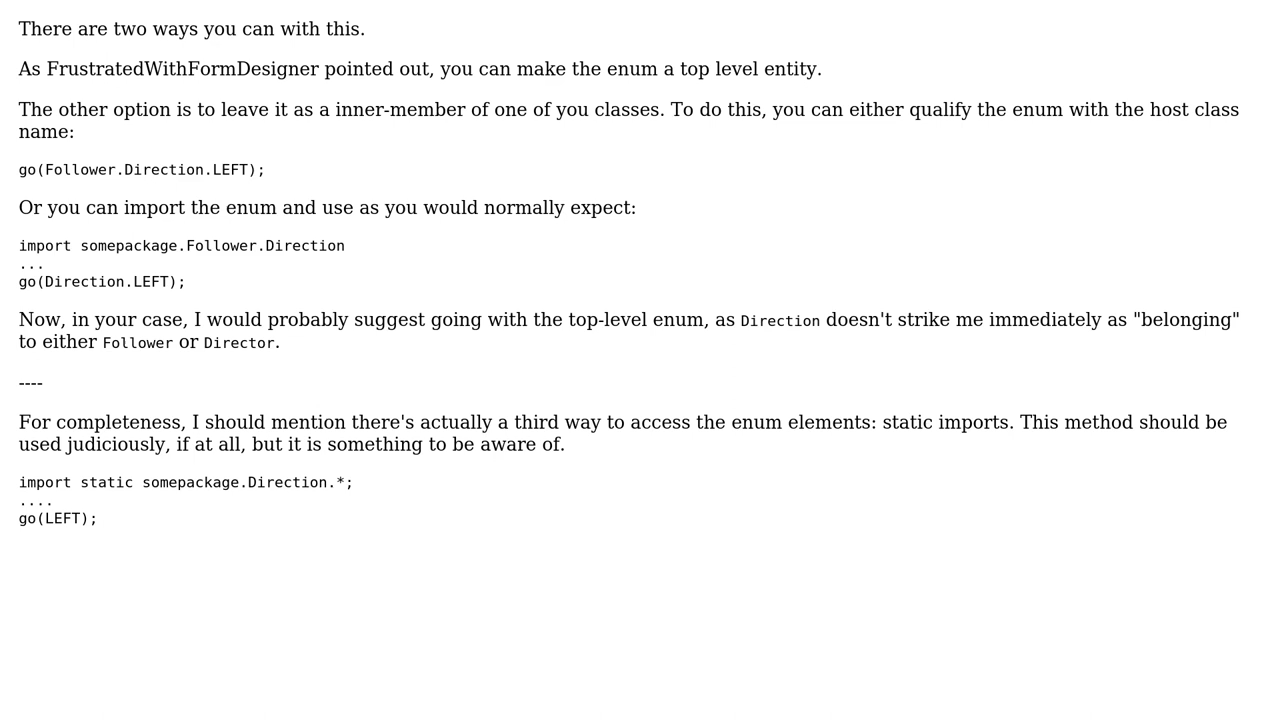 There are two ways you can with this.
As FrustratedWithFormDesigner pointed out, you can make the enum a top level entity.
The other option is to leave it as a inner-member of one of you classes. To do this, you can either qualify the enum with the host class
name:
go(Follower.Direction.LEFT);
Or you can import the enum and use as you would normally expect:
import somepackage.Follower.Direction
...
go(Direction.LEFT);
Now, in your case, I would probably suggest going with the top-level enum, as Direction doesn't strike me immediately as "belonging"
to either Follower or Director.
----
For completeness, I should mention there's actually a third way to access the enum elements: static imports. This method should be
used judiciously, if at all, but it is something to be aware of.
import static somepackage.Direction.*;
....
go(LEFT);